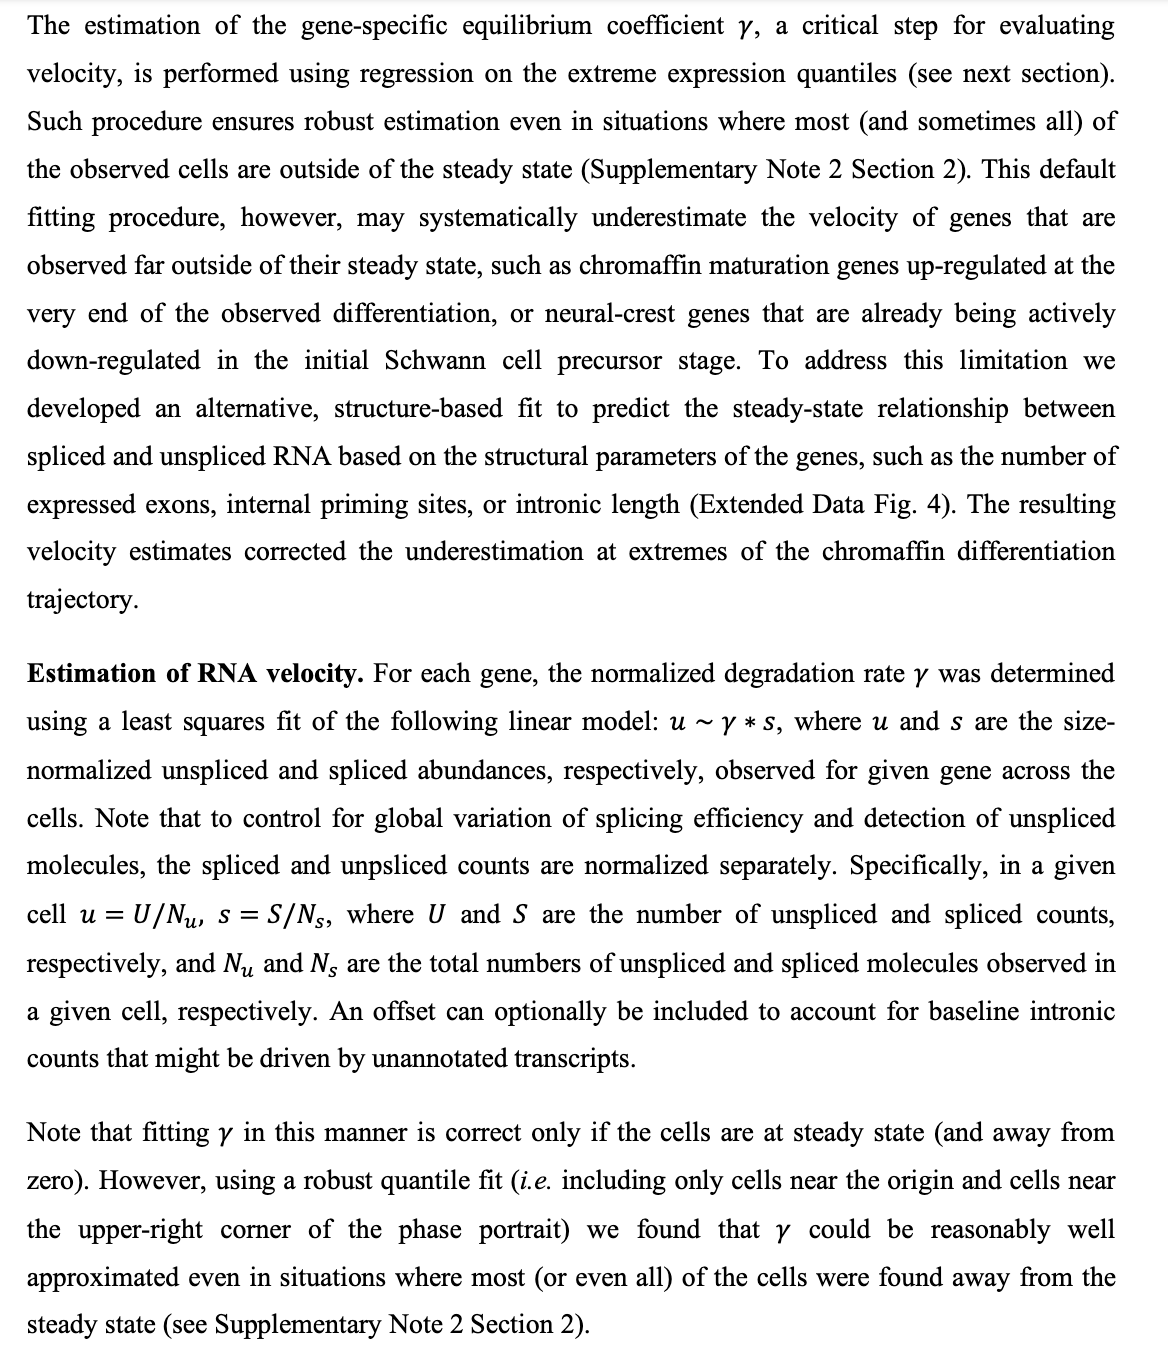 The estimation of the gene-specific equilibrium coefficient γ, a critical step for evaluating
velocity, is performed using regression on the extreme expression quantiles (see next section).
Such procedure ensures robust estimation even in situations where most (and sometimes all) of
the observed cells are outside of the steady state (Supplementary Note 2 Section 2). This default
fitting procedure, however, may systematically underestimate the velocity of genes that are
observed far outside of their steady state, such as chromaffin maturation genes up-regulated at the
very end of the observed differentiation, or neural-crest genes that are already being actively
down-regulated in the initial Schwann cell precursor stage. To address this limitation we
developed an alternative, structure-based fit to predict the steady-state relationship between
spliced and unspliced RNA based on the structural parameters of the genes, such as the number of
expressed exons, internal priming sites, or intronic length (Extended Data Fig. 4). The resulting
velocity estimates corrected the underestimation at extremes of the chromaffin differentiation
trajectory.
Estimation of RNA velocity. For each gene, the normalized degradation rate γ was determined
using a least squares fit of the following linear model: u ~ γ * s, where u and s are the size-
normalized unspliced and spliced abundances, respectively, observed for given gene across the
cells. Note that to control for global variation of splicing efficiency and detection of unspliced
molecules, the spliced and unpsliced counts are normalized separately. Specifically, in a given
cell u = U/Nᵤ, s = S/Nₛ, where U and S are the number of unspliced and spliced counts,
respectively, and Nᵤ and Nₛ are the total numbers of unspliced and spliced molecules observed in
a given cell, respectively. An offset can optionally be included to account for baseline intronic
counts that might be driven by unannotated transcripts.
Note that fitting γ in this manner is correct only if the cells are at steady state (and away from
zero). However, using a robust quantile fit (i.e. including only cells near the origin and cells near
the upper-right corner of the phase portrait) we found that γ could be reasonably well
approximated even in situations where most (or even all) of the cells were found away from the
steady state (see Supplementary Note 2 Section 2).